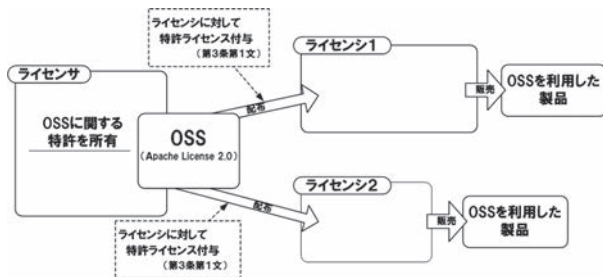 ライセンシに対して
特許ライセンス付与
(第3条第1文)
ライセンサ
OSSに関する
特許を所有
OSS
(Apache License 2.0)
配布
ライセンシ1
販売
OSSを利用した
製品
配布
ライセンシ2
販売
OSSを利用した
製品
ライセンシに対して
特許ライセンス付与
(第3条第1文)